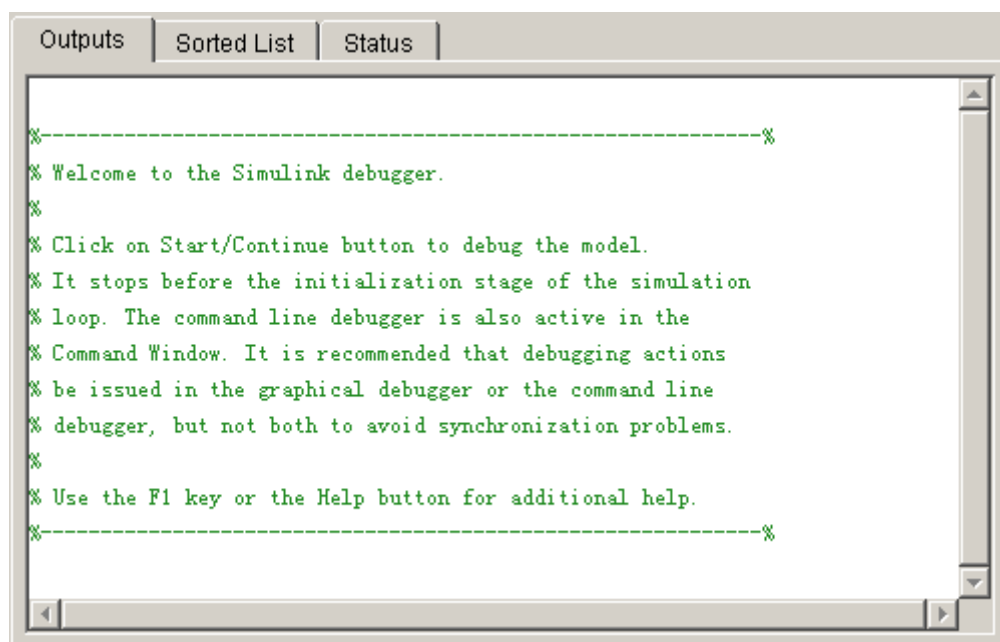 Outputs Sorted List Status
%------------------------------------------------------------%
% Welcome to the Simulink debugger.
%
% Click on Start/Continue button to debug the model.
% It stops before the initialization stage of the simulation
% loop. The command line debugger is also active in the
% Command Window. It is recommended that debugging actions
% be issued in the graphical debugger or the command line
% debugger, but not both to avoid synchronization problems.
%
% Use the F1 key or the Help button for additional help.
%------------------------------------------------------------%